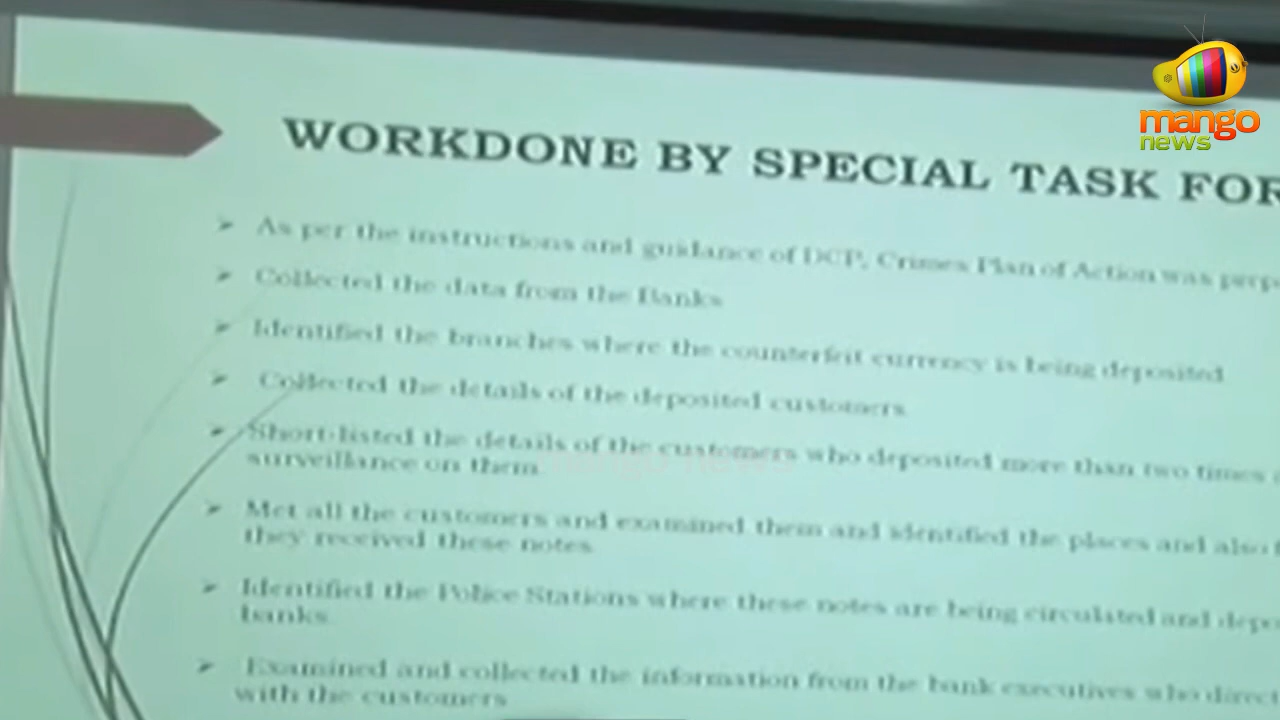 mango
news
WORKDONE BY SPECIAL TASK FOR
As per the instructions and guidance of DCP, Crimes Plan of Action was prep
Collected the data from the Banks
Identified the branches where the counterfeit currency is being deposited
Collected the details of the deposited customers
Short-listed the details of the customers who deposited more than two times
surveillance on them
Met all the customers and examined them and identified the places and also
they received these notes
Identified the Police Stations where these notes are being circulated and depo
banks
Examined and collected the information from the bank executives who direct
with the customers
mango news